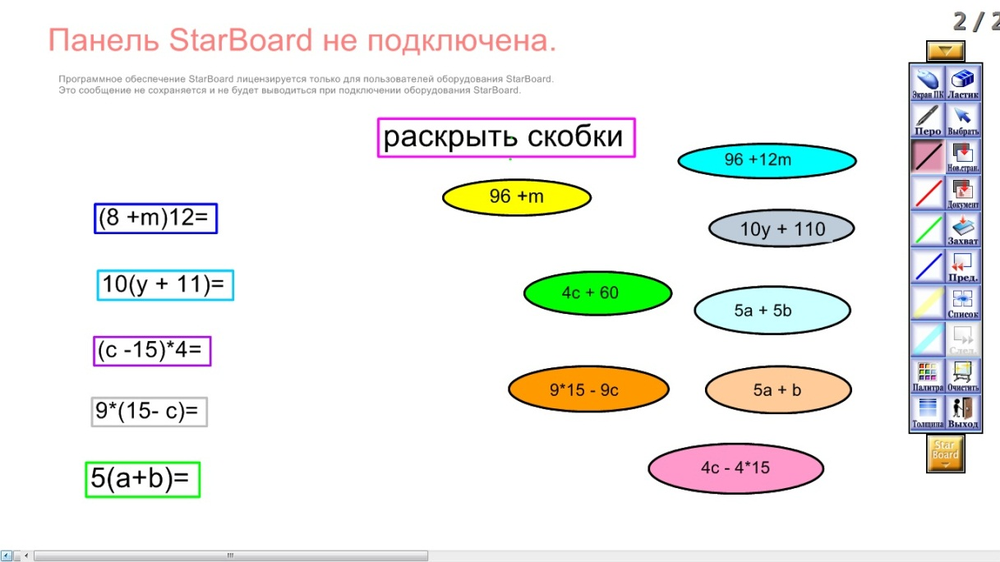 2 / 2
Панель StarBoard не подключена.
Программное обеспечение StarBoard лицензируется только для пользователей оборудования StarBoard.
Это сообщение не сохраняется и не будет выводиться при подключении оборудования StarBoard.
раскрыть скобки
96 +12m
96 +m
(8 +m)12=
10y + 110
10(y + 11)=
4c + 60
5a + 5b
(c -15)*4=
9*15 - 9c
5a + b
9*(15- c)=
4c - 4*15
5(a+b)=
Экран ПК
Ластик
Перо
Выбрать
Нов.стран.
Документ
Захват
Пред.
Список
След.
Палитра
Очистить
Толщина
Выход
Star
Board